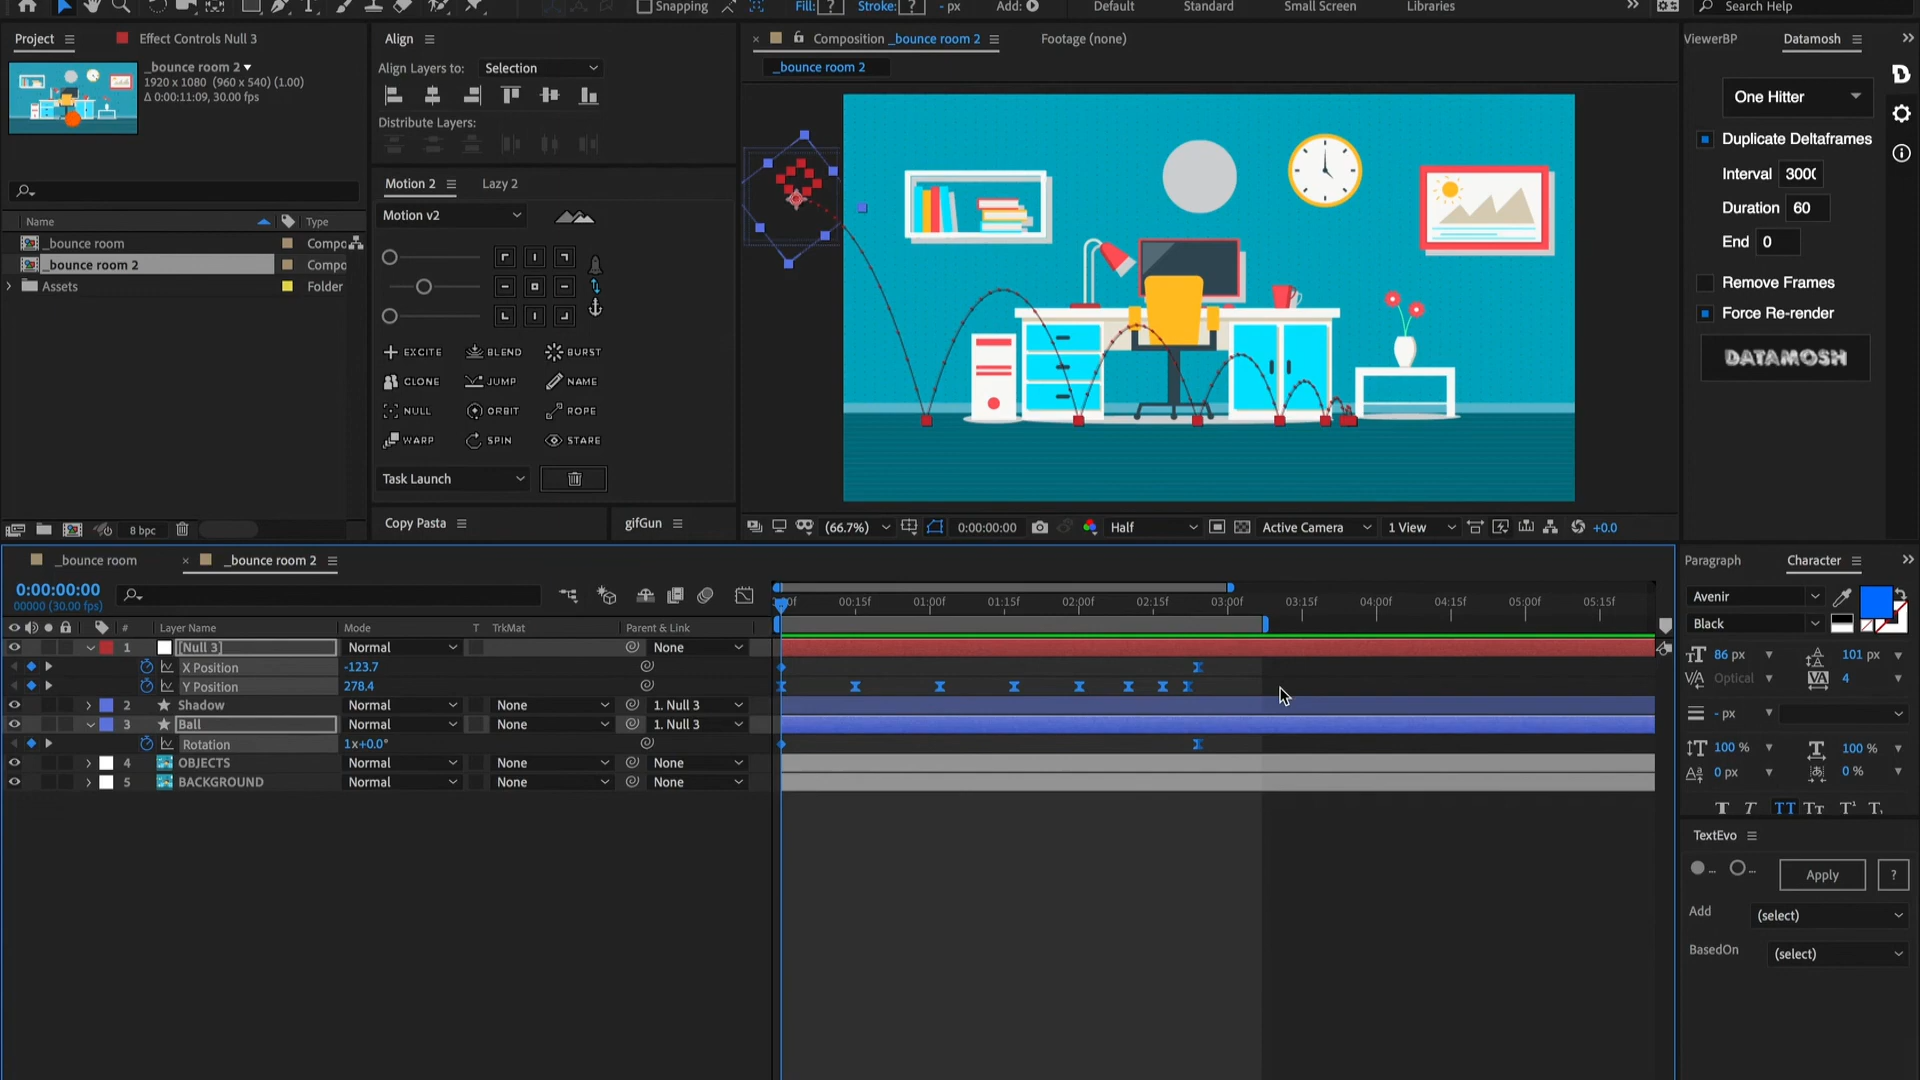 Snapping
Fill: ?
Stroke: ?
- px
Add:
Default
Standard
Small Screen
Libraries
Search Help
Project
Effect Controls Null 3
_bounce room 2
1920 x 1080 (960 x 540) (1.00)
Δ 0:00:11:09, 30.00 fps
Name
Type
_bounce room
Compo
_bounce room 2
Compo
Assets
Folder
8 bpc
Align
Align Layers to:
Selection
Distribute Layers:
Motion 2
Lazy 2
Motion v2
EXCITE
BLEND
BURST
CLONE
JUMP
NAME
NULL
ORBIT
ROPE
WARP
SPIN
STARE
Task Launch
Copy Pasta
gifGun
Composition _bounce room 2
Footage (none)
_bounce room 2
(66.7%)
0:00:00:00
Half
Active Camera
1 View
+0.0
ViewerBP
Datamosh
One Hitter
Duplicate Deltaframes
Interval
Duration 60
End 0
Remove Frames
Force Re-render
DATAMOSH
_bounce room
_bounce room 2
0:00:00:00
00000 (30.00 fps)
00:15f
01:00f
01:15f
02:00f
02:15f
03:00f
03:15f
04:00f
04:15f
05:00f
05:15f
#
Layer Name
Mode
T
TrkMat
Parent & Link
1
[Null 3]
Normal
None
X Position
-123.7
Y Position
278.4
2
Shadow
Normal
None
1. Null 3
3
Ball
Normal
None
1. Null 3
Rotation
1x+0.0°
4
OBJECTS
Normal
None
None
5
BACKGROUND
Normal
None
None
Paragraph
Character
Avenir
Black
86 px
101 px
Optical
4
- px
100 %
100 %
0 px
0 %
T T TT Tt T¹ T,
TextEvo
...
...
Apply
?
Add
(select)
BasedOn
(select)